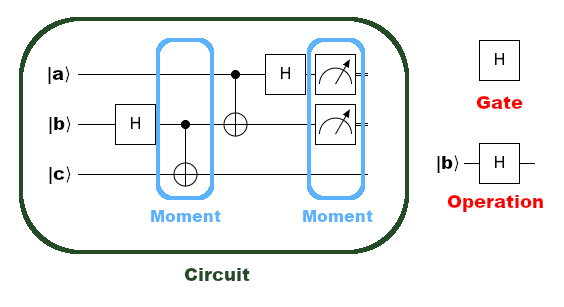 |a⟩ H
|b⟩ H
|c⟩
Moment Moment
Circuit
H
Gate
|b⟩ H
Operation